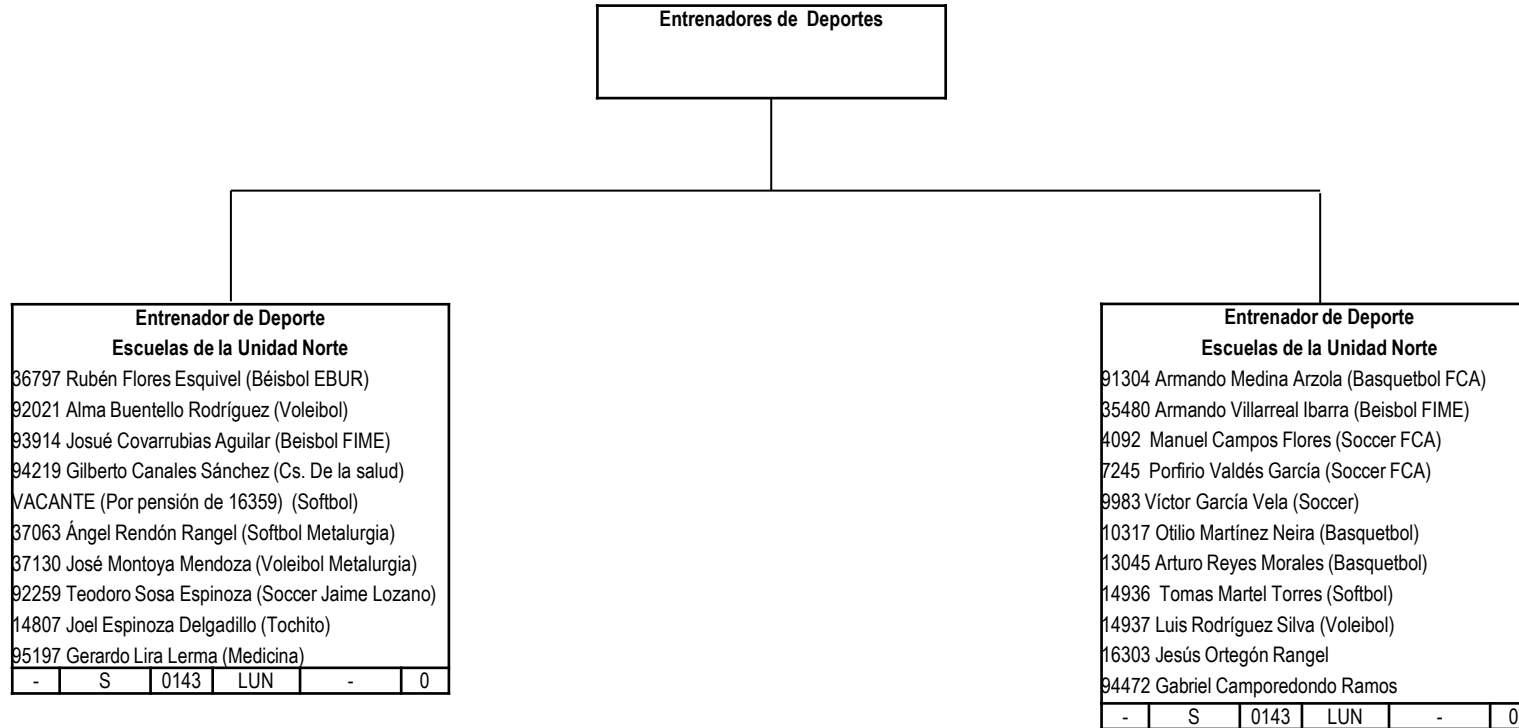 Entrenadores de Deportes
Entrenador de Deporte
Escuelas de la Unidad Norte
36797 Rubén Flores Esquivel (Béisbol EBUR)
92021 Alma Buentello Rodríguez (Voleibol)
93914 Josué Covarrubias Aguilar (Beisbol FIME)
94219 Gilberto Canales Sánchez (Cs. De la salud)
VACANTE (Por pensión de 16359) (Softbol)
37063 Ángel Rendón Rangel (Softbol Metalurgia)
37130 José Montoya Mendoza (Voleibol Metalurgia)
92259 Teodoro Sosa Espinoza (Soccer Jaime Lozano)
14807 Joel Espinoza Delgadillo (Tochito)
95197 Gerardo Lira Lerma (Medicina)
- S 0143 LUN - 0
Entrenador de Deporte
Escuelas de la Unidad Norte
91304 Armando Medina Arzola (Basquetbol FCA)
35480 Armando Villarreal Ibarra (Beisbol FIME)
4092 Manuel Campos Flores (Soccer FCA)
7245 Porfirio Valdés García (Soccer FCA)
9983 Víctor García Vela (Soccer)
10317 Otilio Martínez Neira (Basquetbol)
13045 Arturo Reyes Morales (Basquetbol)
14936 Tomas Martel Torres (Softbol)
14937 Luis Rodríguez Silva (Voleibol)
16303 Jesús Ortegón Rangel
94472 Gabriel Camporedondo Ramos
- S 0143 LUN - 0